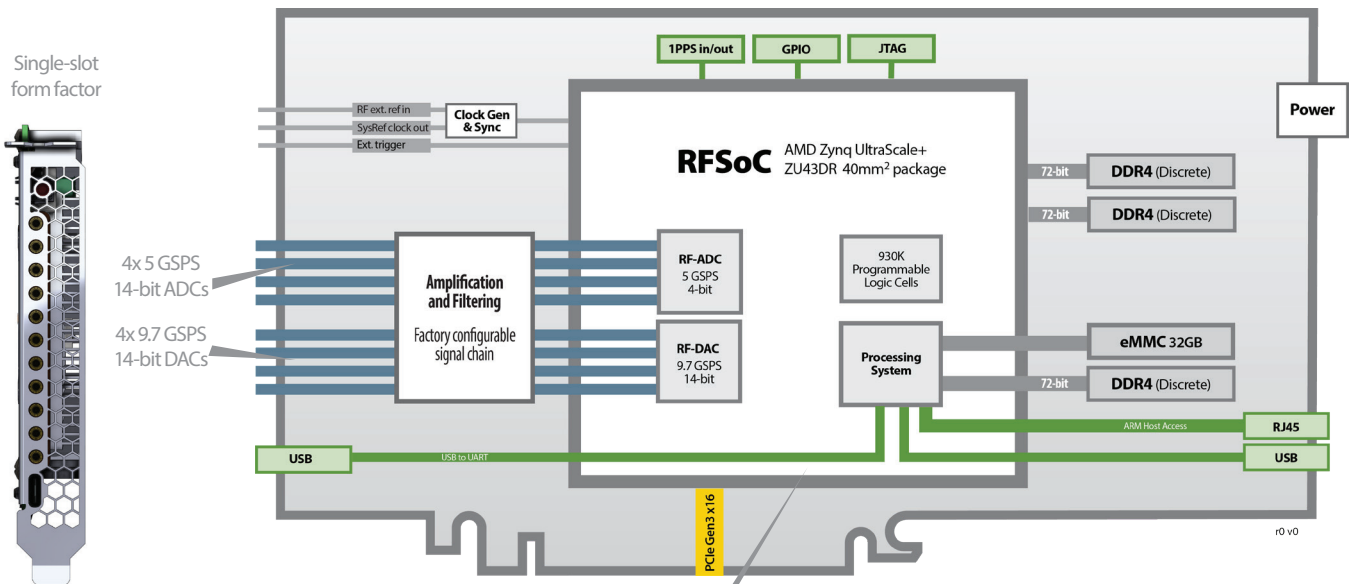 Single-slot
form factor
1PPS in/out
GPIO
JTAG
RF ext. ref in
SysRef clock out
Ext. trigger
Clock Gen
& Sync
Power
RFSoC
AMD Zynq UltraScale+
ZU43DR 40mm² package
72-bit
DDR4 (Discrete)
72-bit
DDR4 (Discrete)
4x 5 GSPS
14-bit ADCs
4x 9.7 GSPS
14-bit DACs
Amplification
and Filtering
Factory configurable
signal chain
RF-ADC
5 GSPS
4-bit
RF-DAC
9.7 GSPS
14-bit
930K
Programmable
Logic Cells
Processing
System
eMMC 32GB
72-bit
DDR4 (Discrete)
ARM Host Access
RJ45
USB
USB to UART
USB
PCIe Gen3 x16
r0 v0